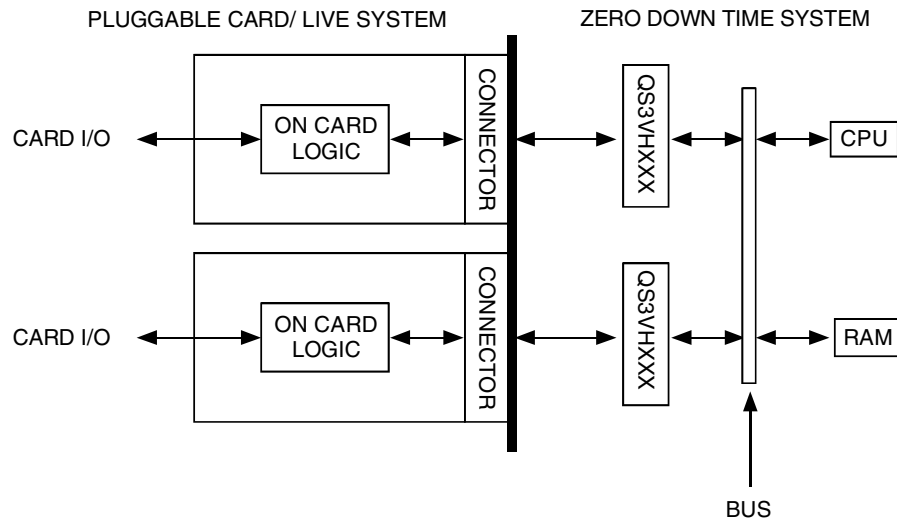 PLUGGABLE CARD/ LIVE SYSTEM
ZERO DOWN TIME SYSTEM
CARD I/O
ON CARD
LOGIC
CONNECTOR
QS3VHXXX
CPU
CARD I/O
ON CARD
LOGIC
CONNECTOR
QS3VHXXX
RAM
BUS